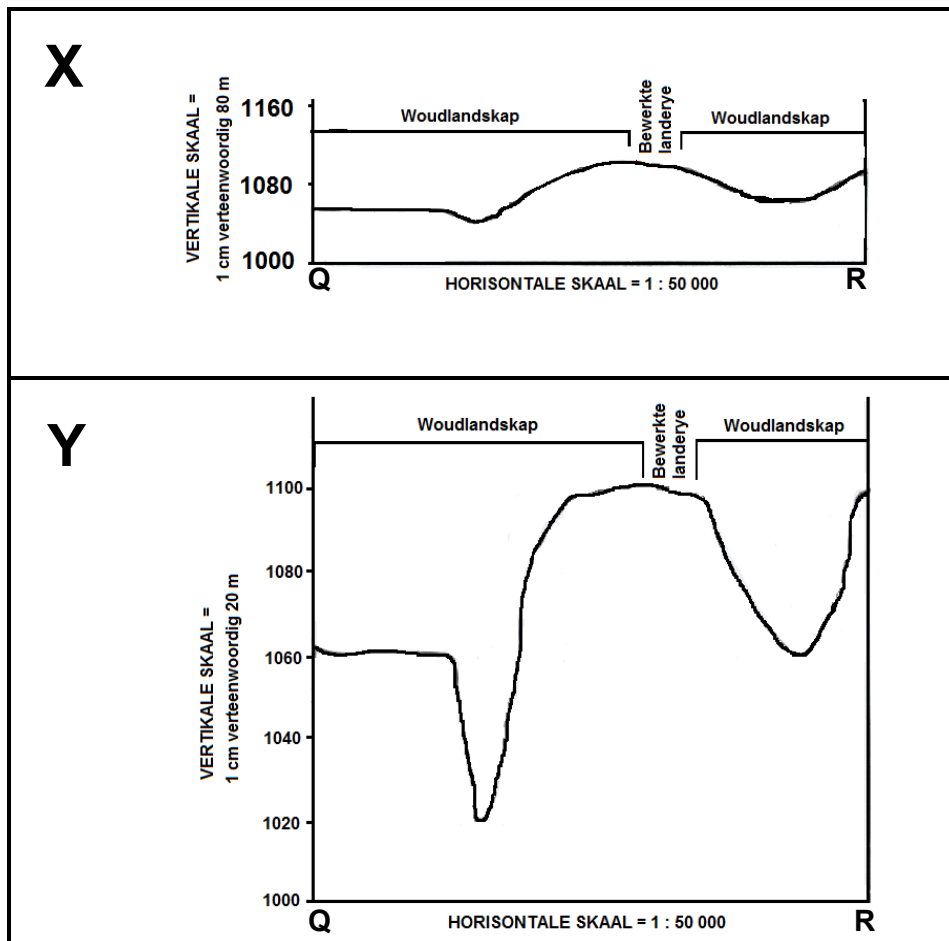 X
VERTIKALE SKAAL =
1 cm verteenwoordig 80 m
1160
1080
1000
Woudlandskap
Bewerkte
landerye
Woudlandskap
Q
HORISONTALE SKAAL = 1 : 50 000
R
Y
VERTIKALE SKAAL =
1 cm verteenwoordig 20 m
1100
1080
1060
1040
1020
1000
Woudlandskap
Bewerkte
landerye
Woudlandskap
Q
HORISONTALE SKAAL = 1 : 50 000
R